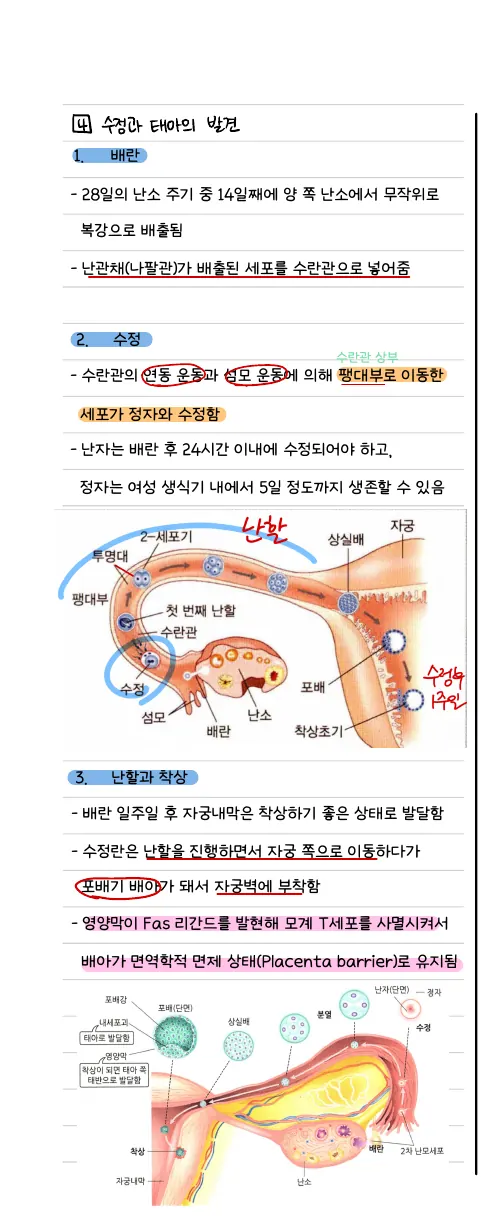 4 수정과 태아의 발견
1. 배란
- 28일의 난소 주기 중 14일째에 양 쪽 난소에서 무작위로
복강으로 배출됨
- 난관채(나팔관)가 배출된 세포를 수란관으로 넣어줌
2. 수정
수란관 상부
- 수란관의 연동 운동과 섬모 운동에 의해 팽대부로 이동한
세포가 정자와 수정함
- 난자는 배란 후 24시간 이내에 수정되어야 하고,
정자는 여성 생식기 내에서 5일 정도까지 생존할 수 있음
난할
자궁
2-세포기
상실배
투명대
팽대부
첫 번째 난할
수란관
수정
포배
수정후
1주일
섬모
배란
난소
착상초기
3. 난할과 착상
- 배란 일주일 후 자궁내막은 착상하기 좋은 상태로 발달함
- 수정란은 난할을 진행하면서 자궁 쪽으로 이동하다가
포배기 배아가 돼서 자궁벽에 부착함
- 영양막이 Fas 리간드를 발현해 모계 T세포를 사멸시켜서
배아가 면역학적 면제 상태(Placenta barrier)로 유지됨
난자(단면)
정자
포배강
포배(단면)
상실배
분열
수정
내세포괴
태아로 발달함
영양막
착상이 되면 태아 쪽
태반으로 발달함
착상
배란
2차 난모세포
자궁내막
난소